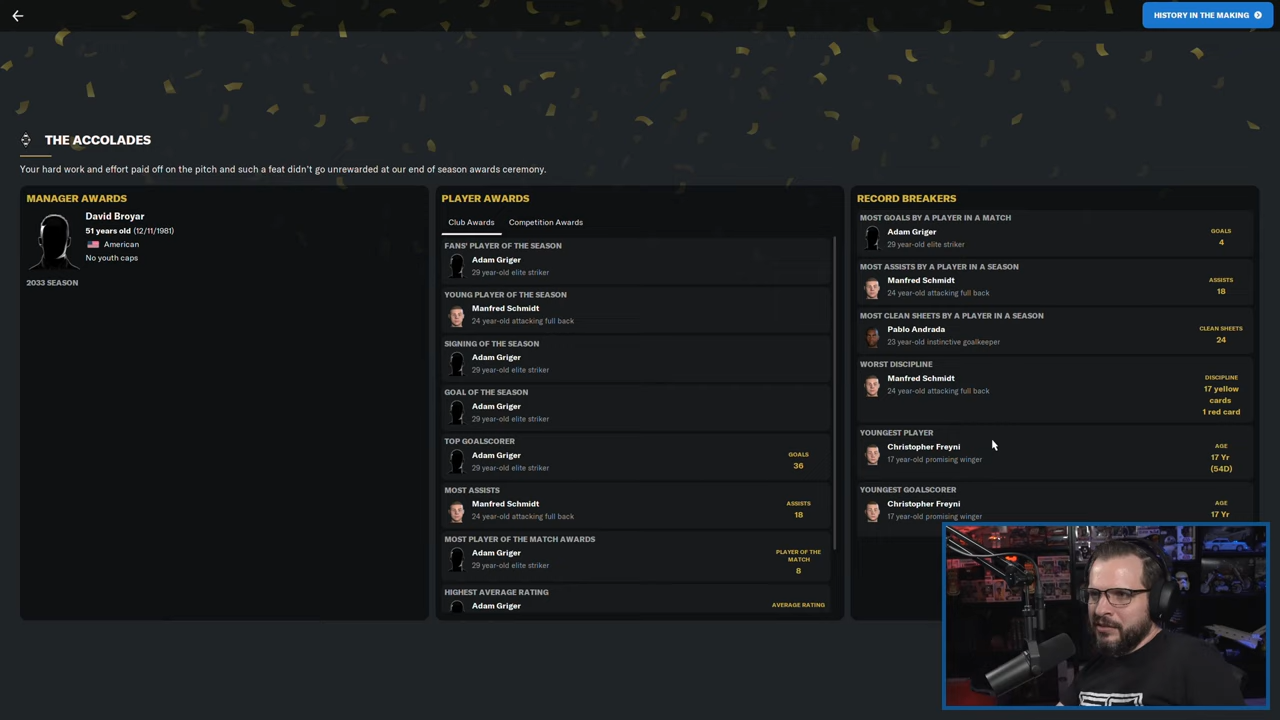 HISTORY IN THE MAKING
THE ACCOLADES
Your hard work and effort paid off on the pitch and such a feat didn't go unrewarded at our end of season awards ceremony.
MANAGER AWARDS
David Broyar
51 years old (12/11/1981)
American
No youth caps
2033 SEASON
PLAYER AWARDS
Club Awards
Competition Awards
FANS' PLAYER OF THE SEASON
Adam Griger
29 year-old elite striker
YOUNG PLAYER OF THE SEASON
Manfred Schmidt
24 year-old attacking full back
SIGNING OF THE SEASON
Adam Griger
29 year-old elite striker
GOAL OF THE SEASON
Adam Griger
29 year-old elite striker
TOP GOALSCORER
Adam Griger
29 year-old elite striker
GOALS
36
MOST ASSISTS
Manfred Schmidt
24 year-old attacking full back
ASSISTS
18
MOST PLAYER OF THE MATCH AWARDS
Adam Griger
29 year-old elite striker
PLAYER OF THE
MATCH
8
HIGHEST AVERAGE RATING
Adam Griger
AVERAGE RATING
RECORD BREAKERS
MOST GOALS BY A PLAYER IN A MATCH
Adam Griger
29 year-old elite striker
GOALS
4
MOST ASSISTS BY A PLAYER IN A SEASON
Manfred Schmidt
24 year-old attacking full back
ASSISTS
18
MOST CLEAN SHEETS BY A PLAYER IN A SEASON
Pablo Andrada
23 year-old instinctive goalkeeper
CLEAN SHEETS
24
WORST DISCIPLINE
Manfred Schmidt
24 year-old attacking full back
DISCIPLINE
17 yellow
cards
1 red card
YOUNGEST PLAYER
Christopher Freyni
17 year-old promising winger
AGE
17 Yr
(54D)
YOUNGEST GOALSCORER
Christopher Freyni
17 year-old promising winger
AGE
17 Yr